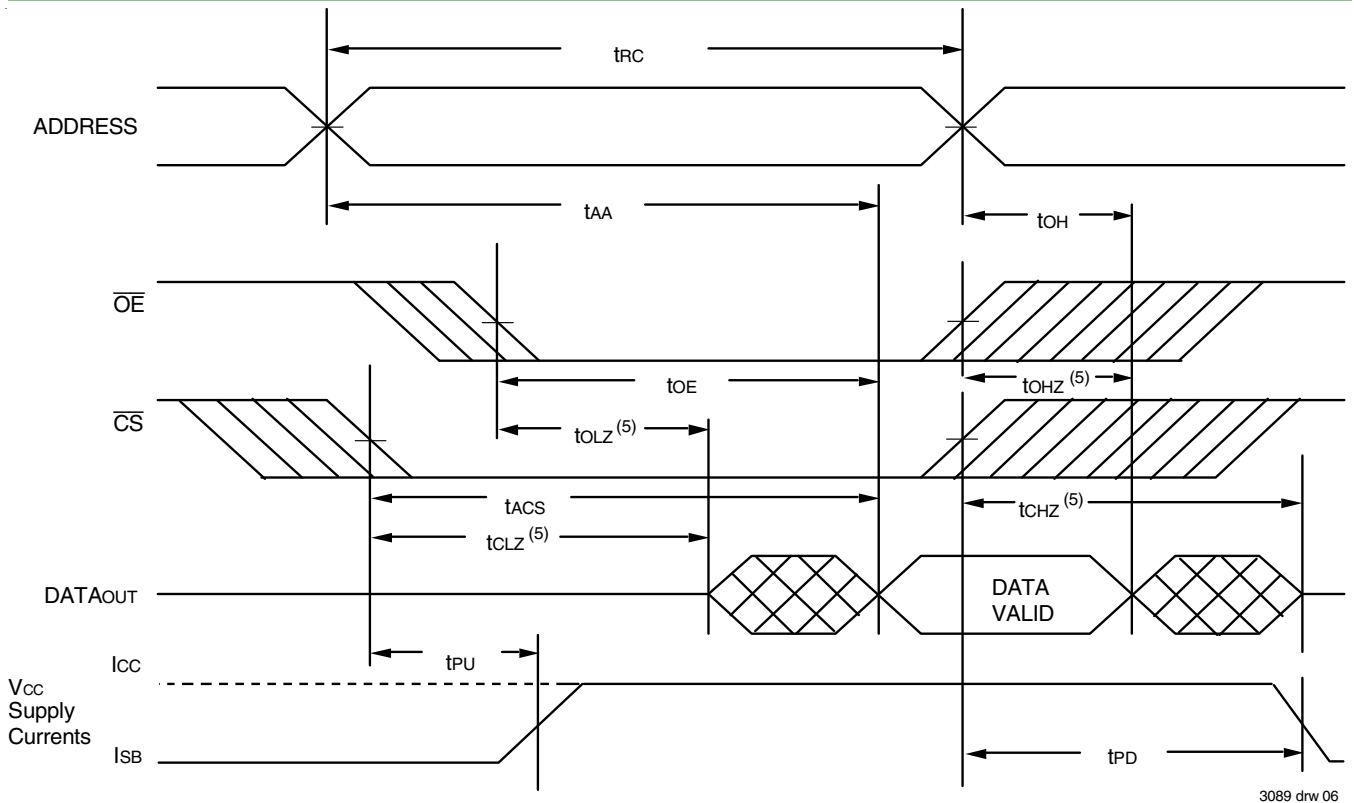 tRC
ADDRESS
tAA
tOH
OE
tOE
tOHZ (5)
CS
tOLZ (5)
tACS
tCHZ (5)
tCLZ (5)
DATAOUT
DATA
VALID
ICC
tPU
VCC
Supply
Currents
ISB
tPD
3089 drw 06